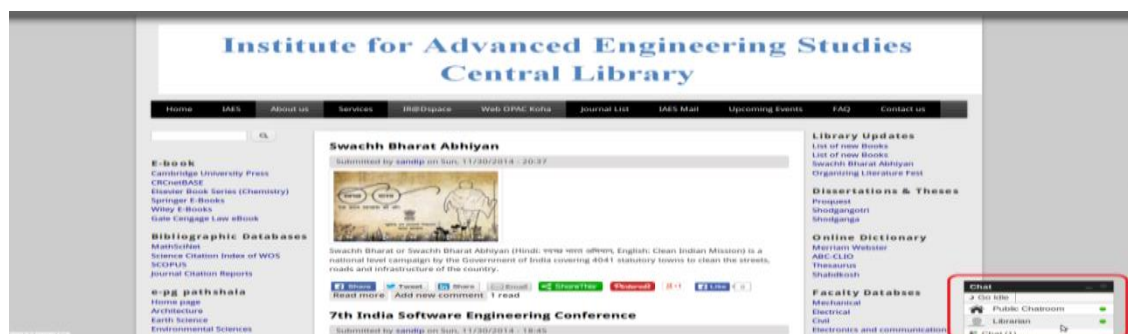 Institute for Advanced Engineering Studies
Central Library
Home IAES About us Services IR@Dspace Web OPAC Koha Journal List IAES Mail Upcoming Events FAQ Contact us
E-book
Cambridge University Press
CRCnetBASE
Elsevier Book Series (Chemistry)
Springer E-Books
Wiley E-Books
Gale Cengage Law eBook
Bibliographic Databases
MathSciNet
Science Citation Index of WOS
SCOPUS
Journal Citation Reports
e-pg pathshala
Home page
Architecture
Earth Science
Environmental Sciences
Swachh Bharat Abhiyan
Submitted by sandip on Sun, 11/30/2014 - 20:37
Swachh Bharat or Swachh Bharat Abhiyan (Hindi: स्वच्छ भारत अभियान, English: Clean Indian Mission) is a
national level campaign by the Government of India covering 4041 statutory towns to clean the streets,
roads and infrastructure of the country.
Share Tweet Share Email ShareThis Pinterest +1 Like 0
Read more Add new comment 1 read
7th India Software Engineering Conference
Submitted by sandip on Sun, 11/30/2014 - 18:45
Library Updates
List of new Books
List of new Books
Swachh Bharat Abhiyan
Organizing Literature Fest
Dissertations & Theses
Proquest
Shodgangotri
Shodganga
Online Dictionary
Merriam Webster
ABC-CLIO
Thesaurus
Shabdkosh
Faculty Databses
Mechanical
Electrical
Civil
Electronics and communication
Chat
Go Idle
Public Chatroom
Librarian
Chat (1)